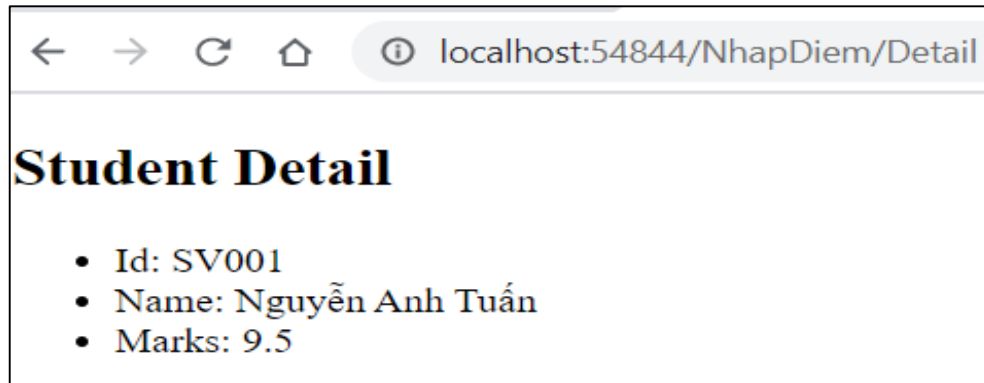 localhost:54844/NhapDiem/Detail
Student Detail
• Id: SV001
• Name: Nguyễn Anh Tuấn
• Marks: 9.5